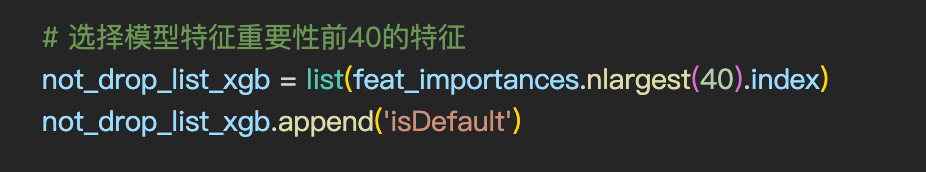 # 选择模型特征重要性前40的特征
not_drop_list_xgb = list(feat_importances.nlargest(40).index)
not_drop_list_xgb.append('isDefault')